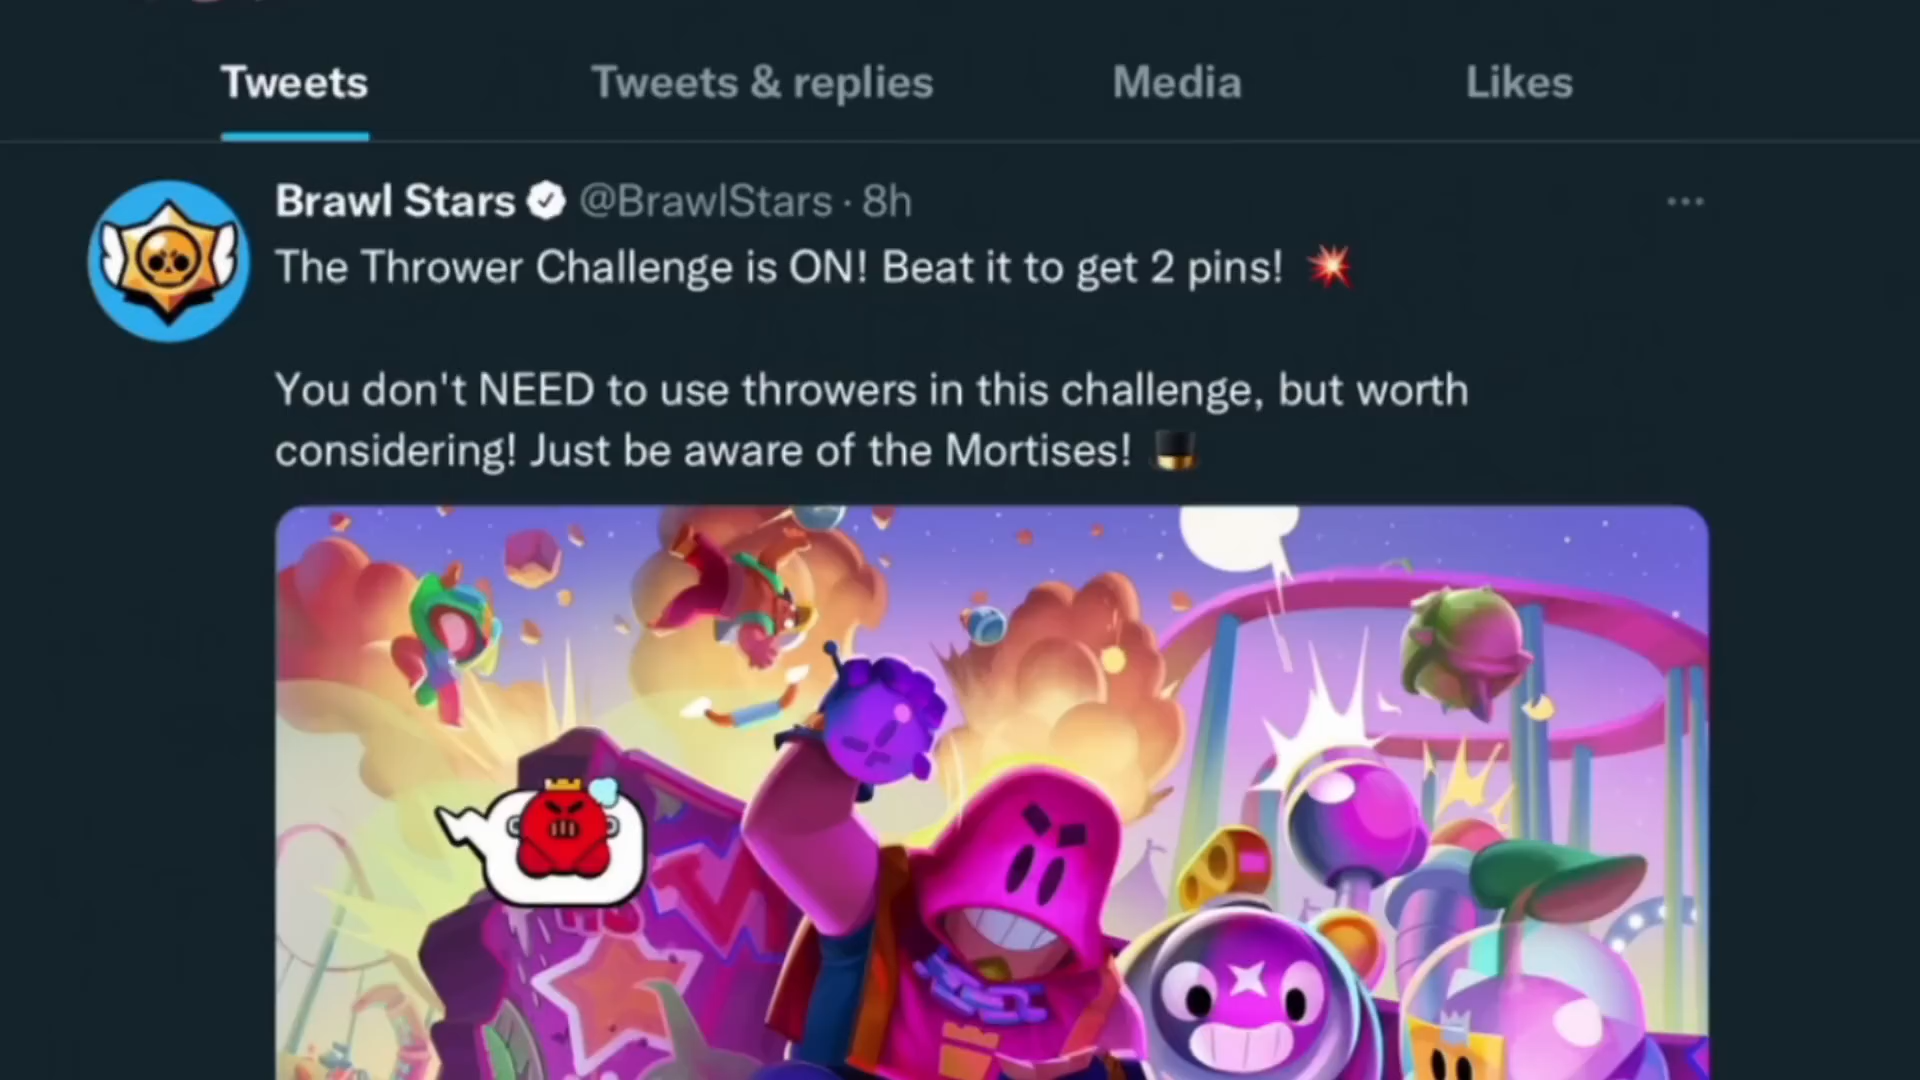 Tweets Tweets & replies Media Likes
Brawl Stars @BrawlStars · 8h
The Thrower Challenge is ON! Beat it to get 2 pins! 💥
You don't NEED to use throwers in this challenge, but worth
considering! Just be aware of the Mortises! 🎩